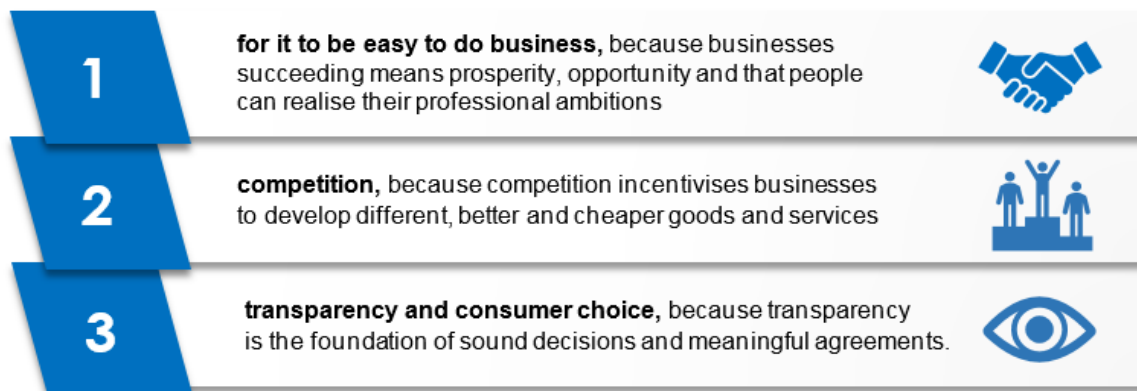 1
for it to be easy to do business, because businesses
succeeding means prosperity, opportunity and that people
can realise their professional ambitions
2
competition, because competition incentivises businesses
to develop different, better and cheaper goods and services
3
transparency and consumer choice, because transparency
is the foundation of sound decisions and meaningful agreements.